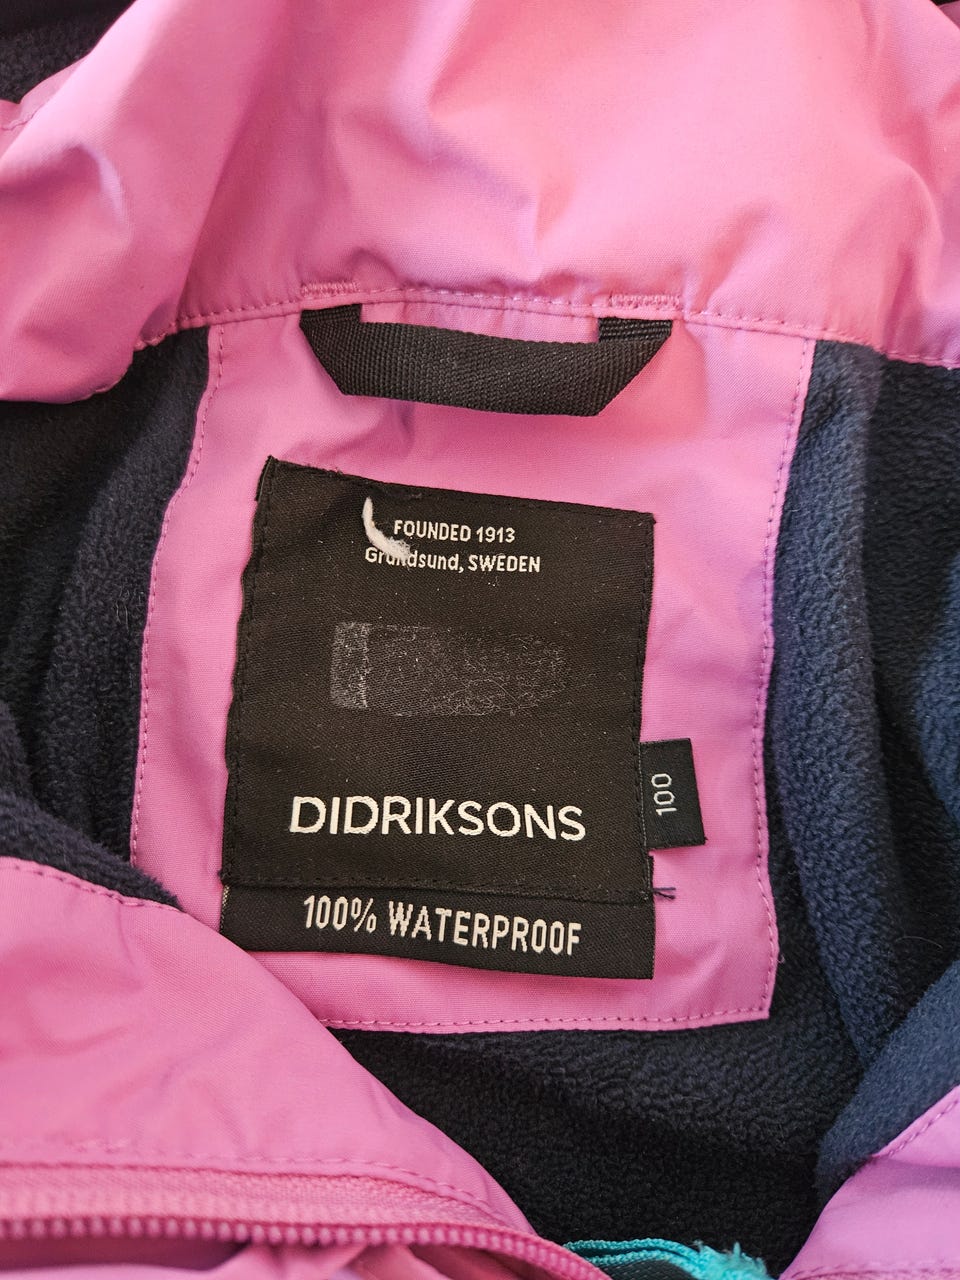 FOUNDED 1913
Grundsund, SWEDEN
DIDRIKSONS
100
100% WATERPROOF